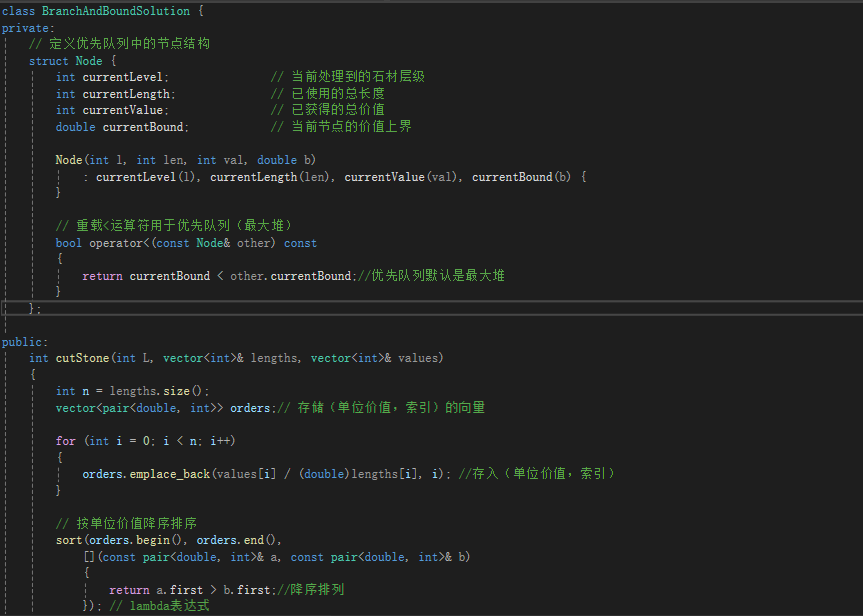 class BranchAndBoundSolution {
private:
// 定义优先队列中的节点结构
struct Node {
int currentLevel; // 当前处理到的石材层级
int currentLength; // 已使用的总长度
int currentValue; // 已获得的总价值
double currentBound; // 当前节点的价值上界
Node(int l, int len, int val, double b)
: currentLevel(l), currentLength(len), currentValue(val), currentBound(b) {
}
// 重载<运算符用于优先队列（最大堆）
bool operator<(const Node& other) const
{
return currentBound < other.currentBound;//优先队列默认是最大堆
}
};
public:
int cutStone(int L, vector<int>& lengths, vector<int>& values)
{
int n = lengths.size();
vector<pair<double, int>> orders;// 存储（单位价值，索引）的向量
for (int i = 0; i < n; i++)
{
orders.emplace_back(values[i] / (double)lengths[i], i); //存入（单位价值，索引）
}
// 按单位价值降序排序
sort(orders.begin(), orders.end(),
[](const pair<double, int>& a, const pair<double, int>& b)
{
return a.first > b.first;//降序排列
}); // lambda表达式